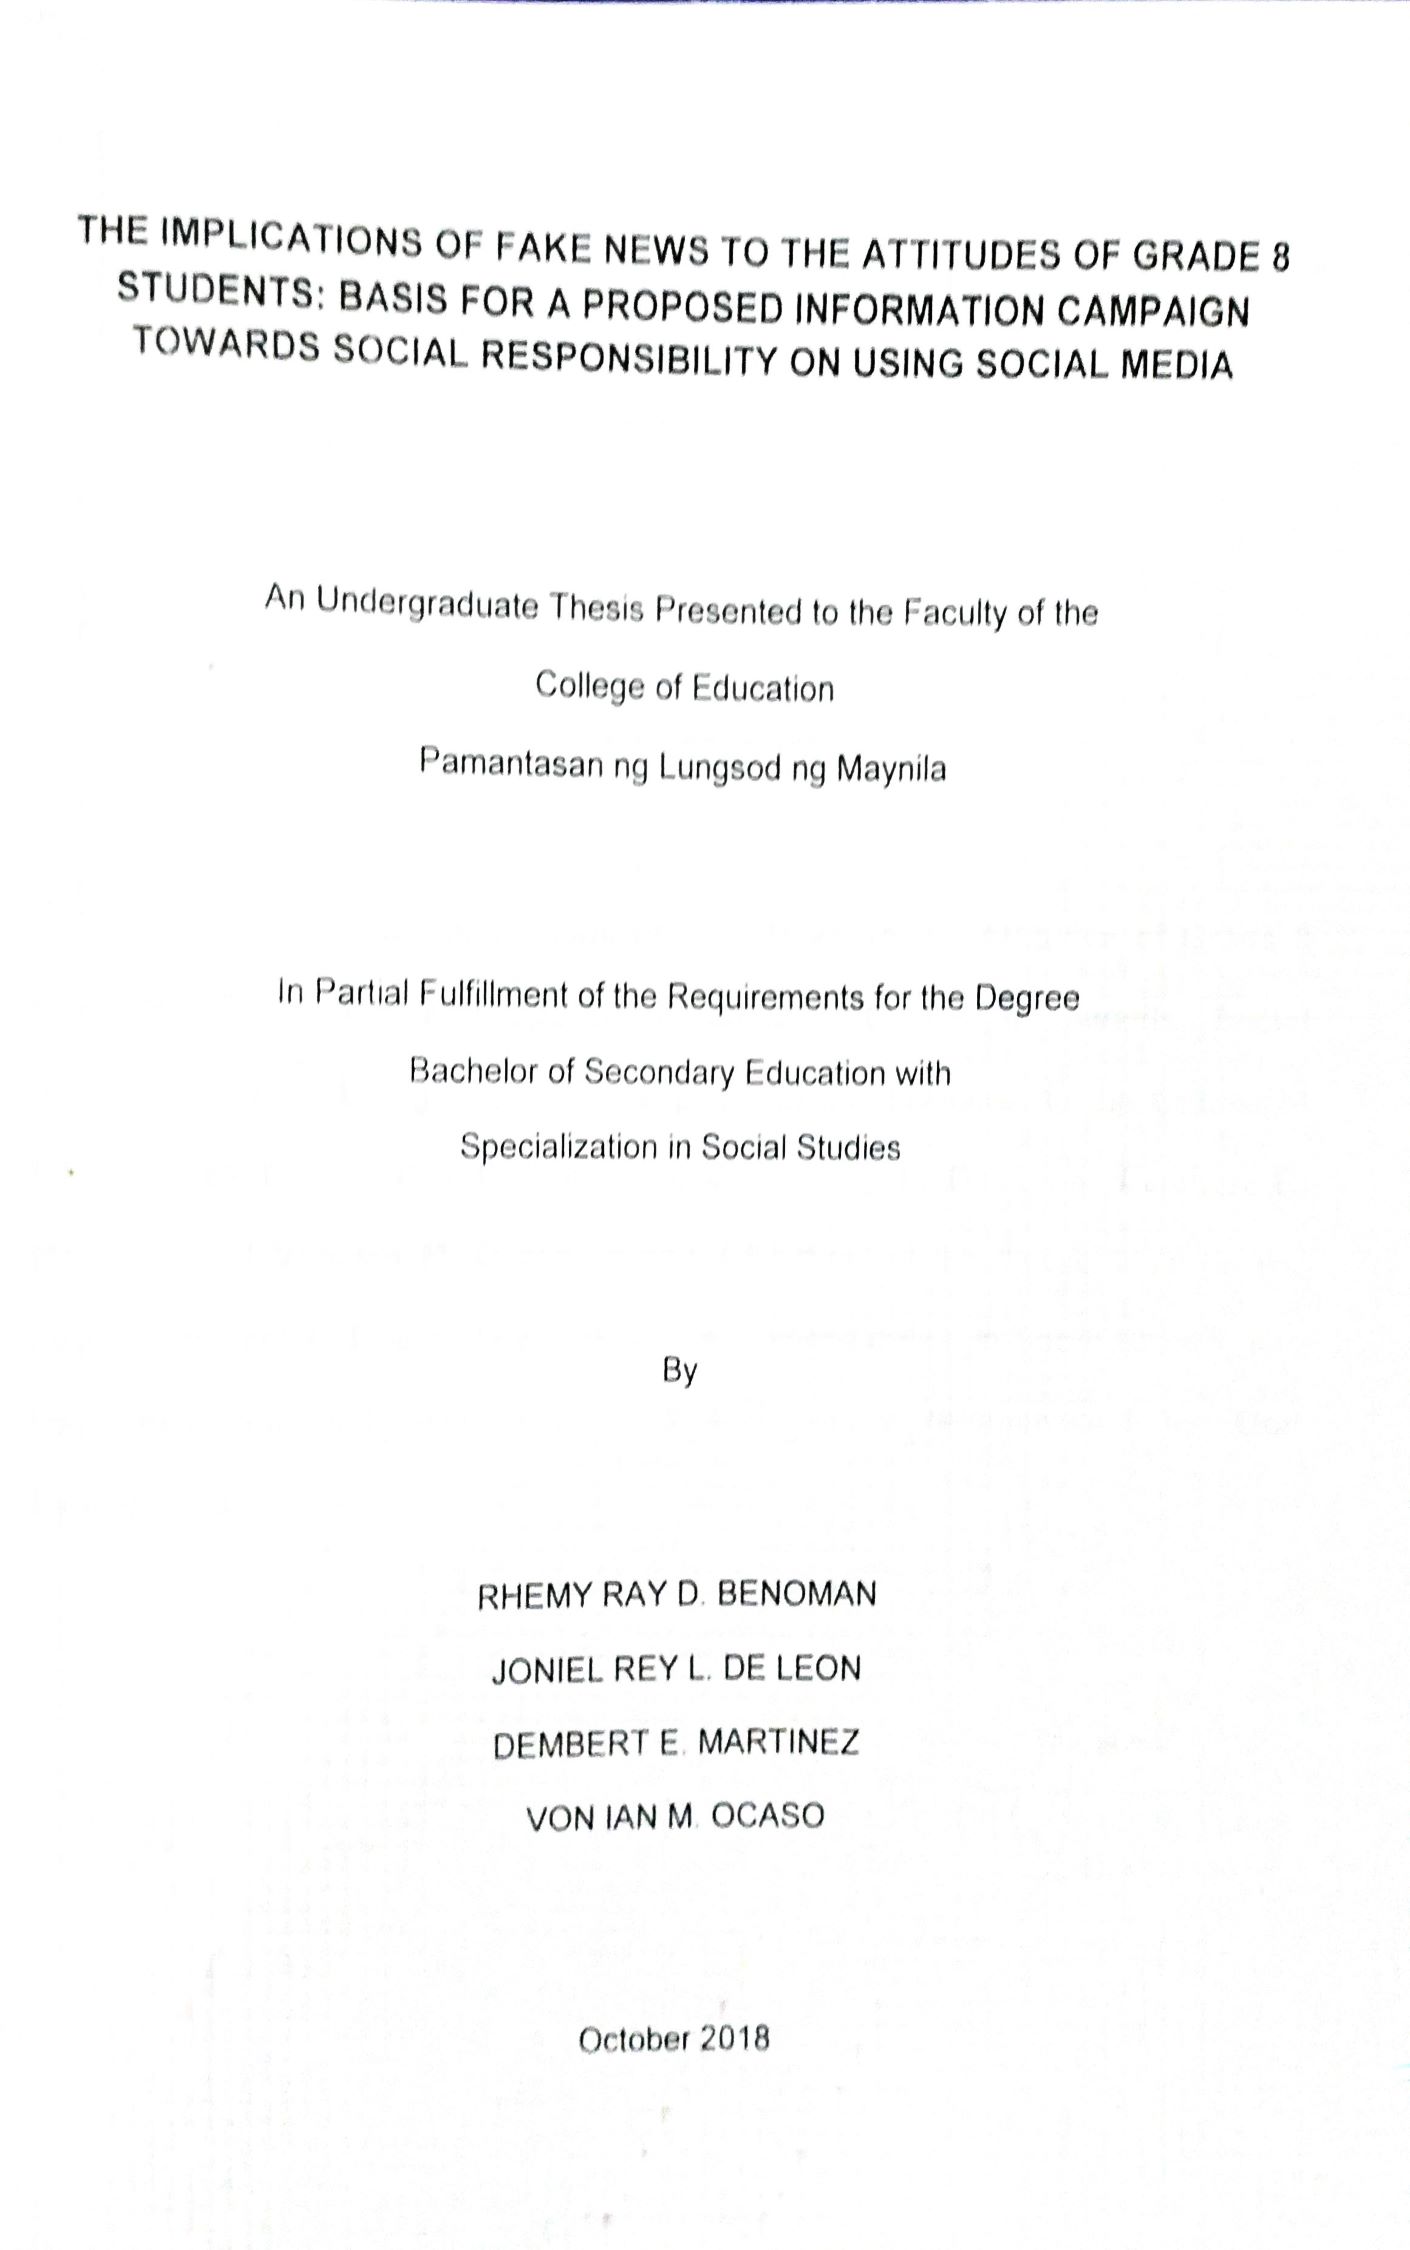 THE IMPLICATIONS OF FAKE NEWS TO THE ATTITUDES OF GRADE 8
STUDENTS: BASIS FOR A PROPOSED INFORMATION CAMPAIGN
TOWARDS SOCIAL RESPONSIBILITY ON USING SOCIAL MEDIA
An Undergraduate Thesis Presented to the Faculty of the
College of Education
Pamantasan ng Lungsod ng Maynila
In Partial Fulfillment of the Requirements for the Degree
Bachelor of Secondary Education with
Specialization in Social Studies
By
RHEMY RAY D. BENOMAN
JONIEL REY L. DE LEON
DEMBERT E. MARTINEZ
VON IAN M. OCASO
October 2018